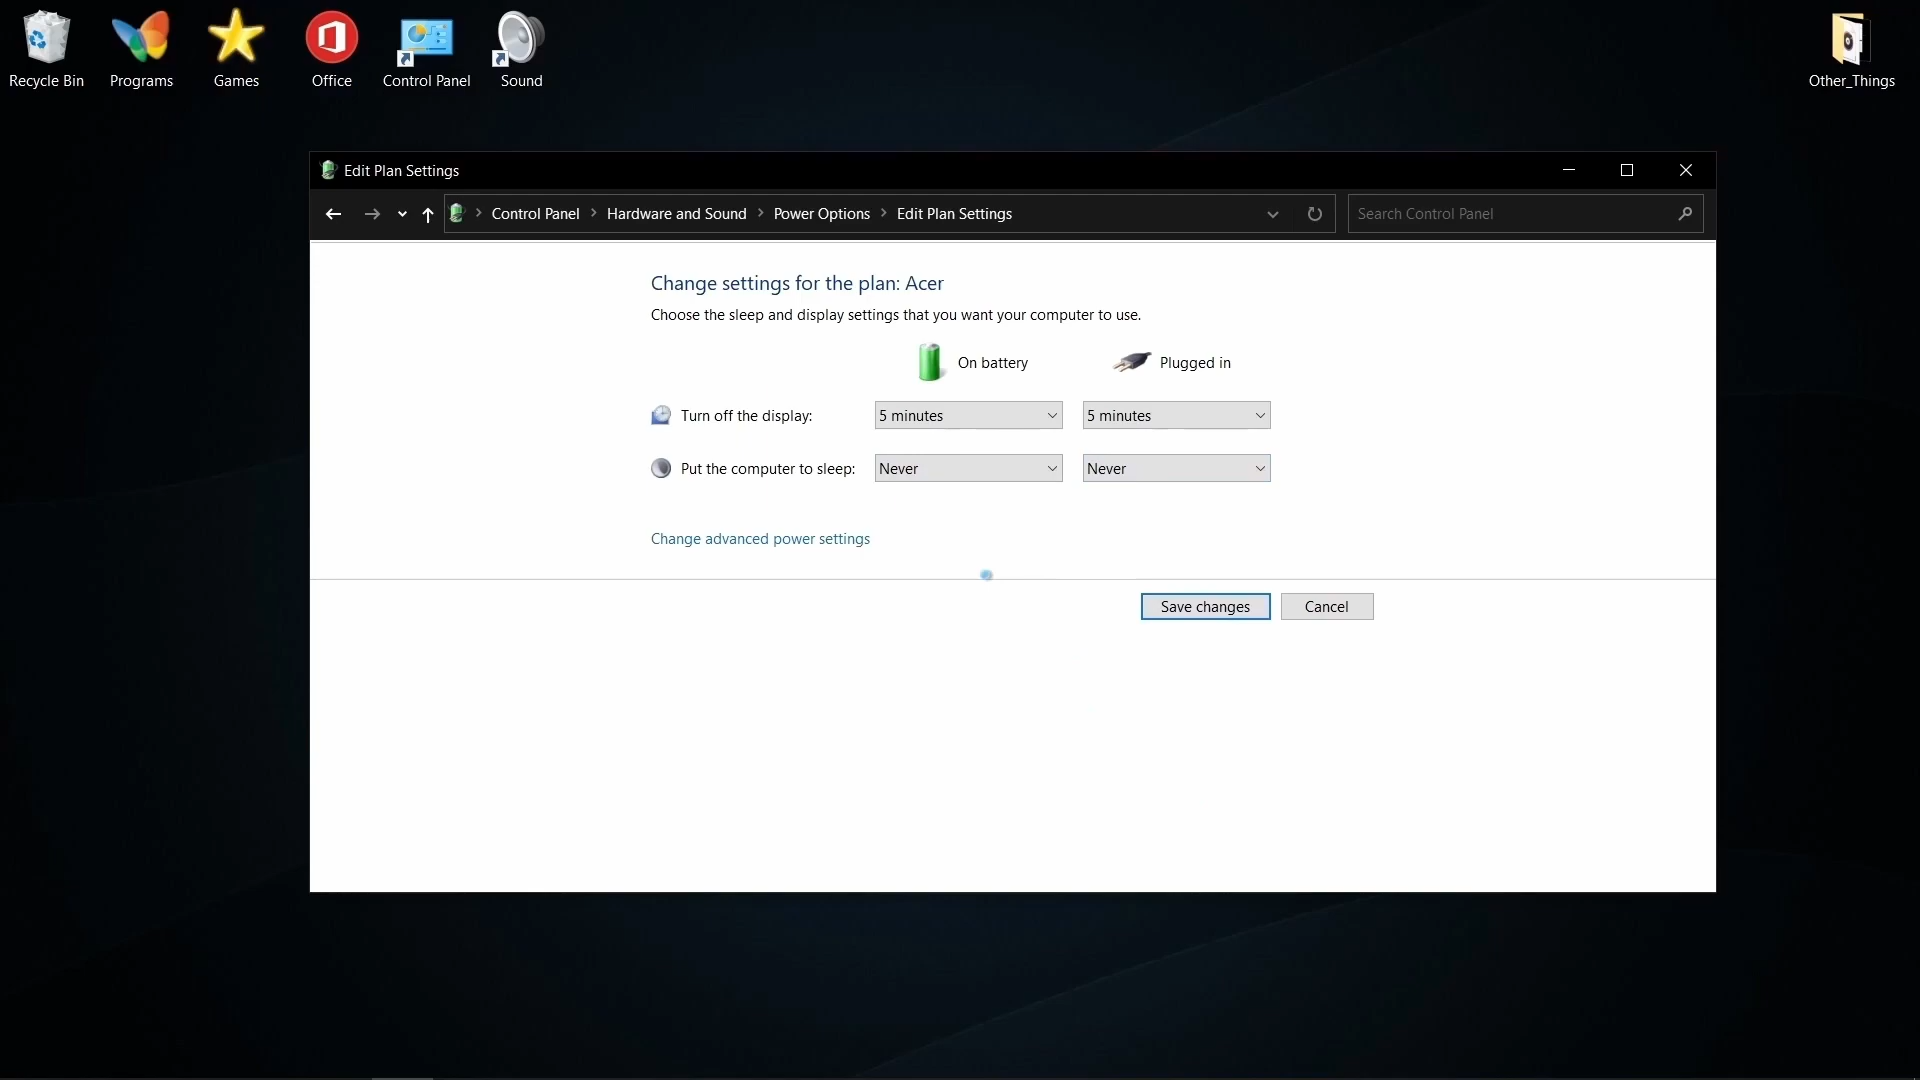 Recycle Bin
Programs
Games
Office
Control Panel
Sound
Other_Things
Edit Plan Settings
Control Panel
Hardware and Sound
Power Options
Edit Plan Settings
Search Control Panel
Change settings for the plan: Acer
Choose the sleep and display settings that you want your computer to use.
On battery
Plugged in
Turn off the display:
5 minutes
5 minutes
Put the computer to sleep:
Never
Never
Change advanced power settings
Save changes
Cancel